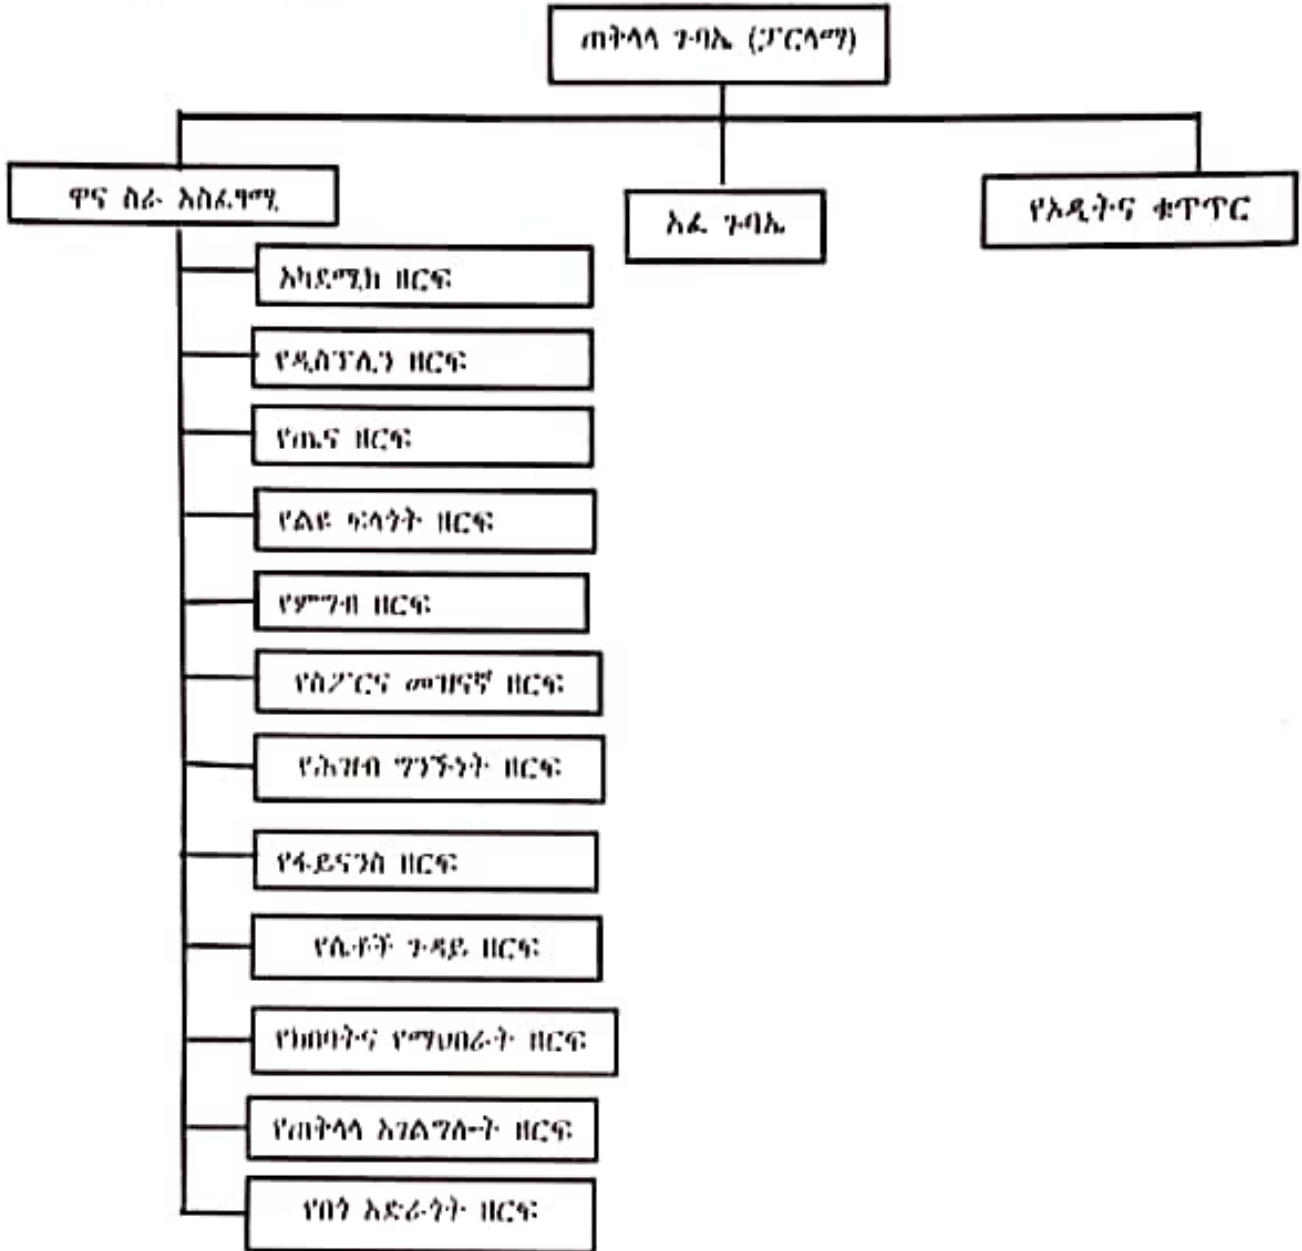 ጠቅላላ ጉባኤ (ፓርላማ)
ዋና ስራ አስፈፃሚ
አፈ ጉባኤ
የኦዲትና ቁጥጥር
አካደሚክ ዘርፍ
የዲስፕሊን ዘርፍ
የጤና ዘርፍ
የልዩ ፍላጎት ዘርፍ
የምግብ ዘርፍ
የስፖርና መዝናኛ ዘርፍ
የሕዝብ ግንኙነት ዘርፍ
የፋይናንስ ዘርፍ
የሴቶች ጉዳይ ዘርፍ
የክበባትና የማህበራት ዘርፍ
የጠቅላላ አገልግሎት ዘርፍ
የበጎ አድራጎት ዘርፍ